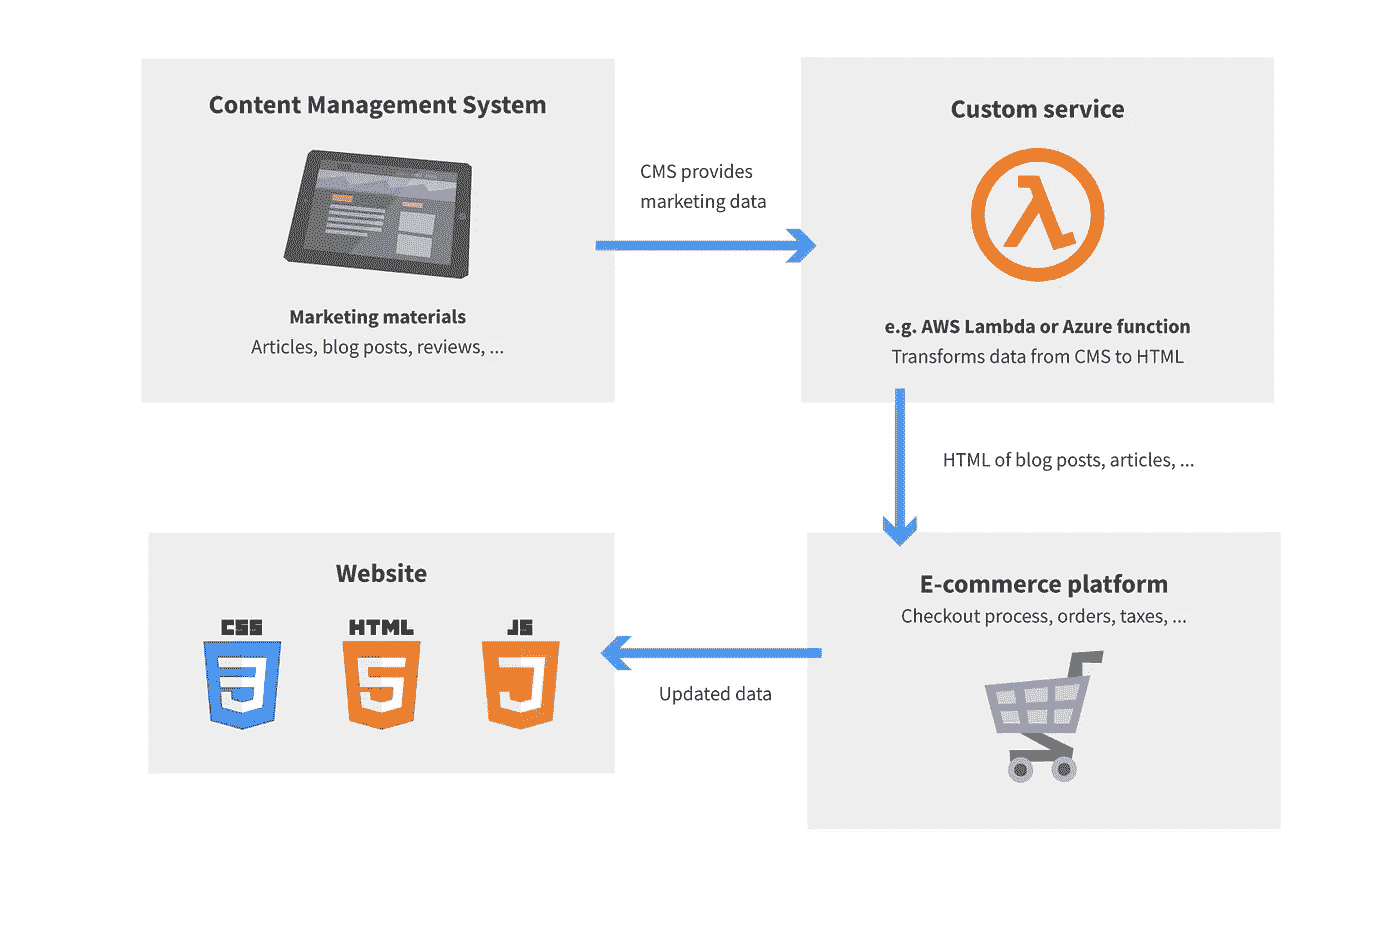 Content Management System
Marketing materials
Articles, blog posts, reviews, ...
CMS provides
marketing data
Custom service
e.g. AWS Lambda or Azure function
Transforms data from CMS to HTML
HTML of blog posts, articles, ...
E-commerce platform
Checkout process, orders, taxes, ...
Updated data
Website
CSS HTML JS
3 5 J